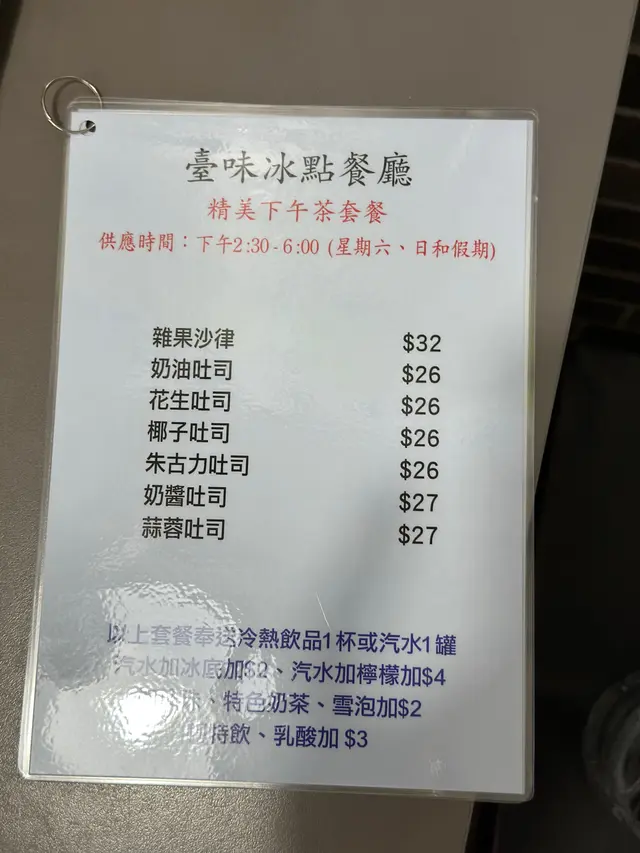 臺味冰點餐廳
精美下午茶套餐
供應時間：下午2:30-6:00 (星期六、日和假期)
雜果沙律 $32
奶油吐司 $26
花生吐司 $26
椰子吐司 $26
朱古力吐司 $26
奶醬吐司 $27
蒜蓉吐司 $27
以上套餐奉送冷熱飲品1杯或汽水1罐
汽水加冰底加$2、汽水加檸檬加$4
、特色奶茶、雪泡加$2
特飲、乳酸加 $3